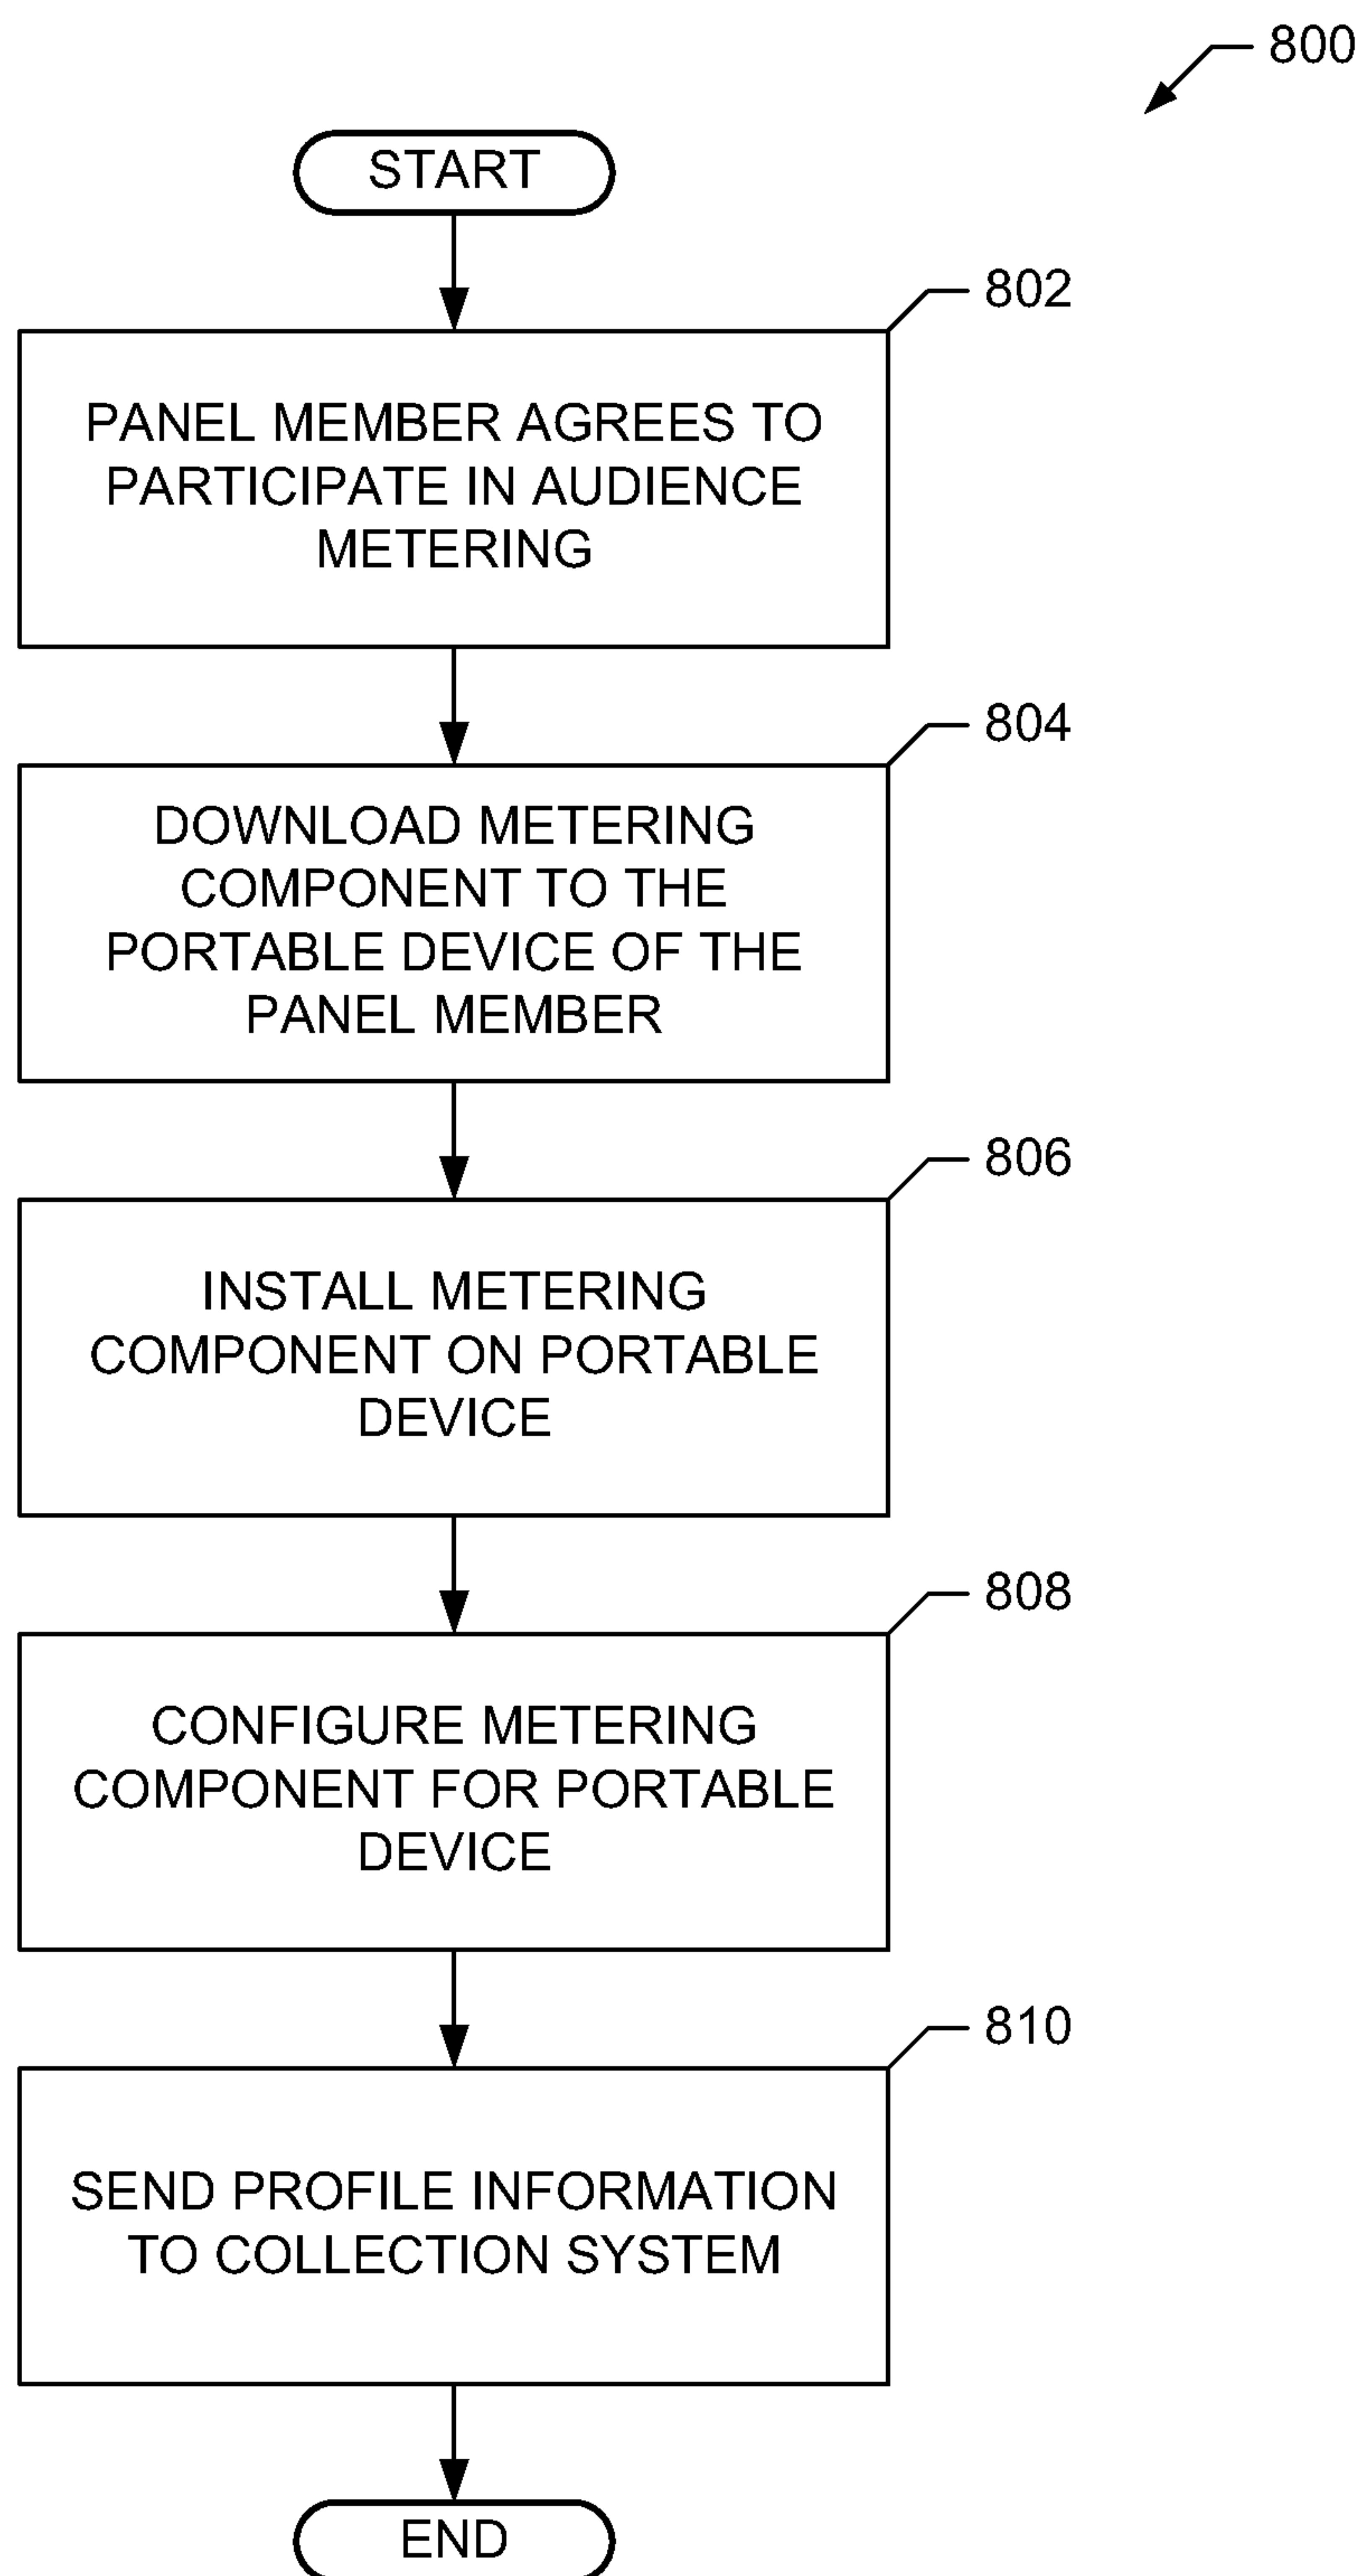 800
START
802
PANEL MEMBER AGREES TO
PARTICIPATE IN AUDIENCE
METERING
804
DOWNLOAD METERING
COMPONENT TO THE
PORTABLE DEVICE OF THE
PANEL MEMBER
806
INSTALL METERING
COMPONENT ON PORTABLE
DEVICE
808
CONFIGURE METERING
COMPONENT FOR PORTABLE
DEVICE
810
SEND PROFILE INFORMATION
TO COLLECTION SYSTEM
END